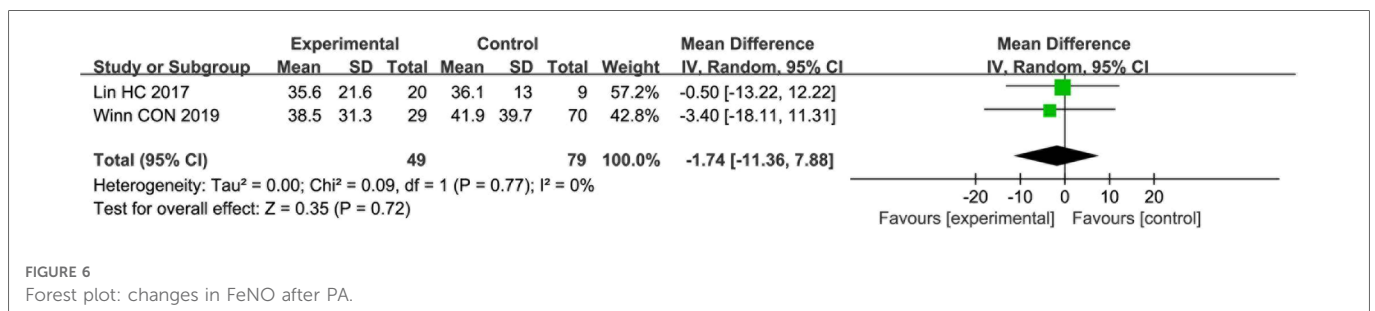 Experimental Control Mean Difference Mean Difference
Study or Subgroup Mean SD Total Mean SD Total Weight IV, Random, 95% CI IV, Random, 95% CI
Lin HC 2017 35.6 21.6 20 36.1 13 9 57.2% -0.50 [-13.22, 12.22]
Winn CON 2019 38.5 31.3 29 41.9 39.7 70 42.8% -3.40 [-18.11, 11.31]
Total (95% CI) 49 79 100.0% -1.74 [-11.36, 7.88]
Heterogeneity: Tau² = 0.00; Chi² = 0.09, df = 1 (P = 0.77); I² = 0%
Test for overall effect: Z = 0.35 (P = 0.72)
-20 -10 0 10 20
Favours [experimental] Favours [control]
FIGURE 6
Forest plot: changes in FeNO after PA.